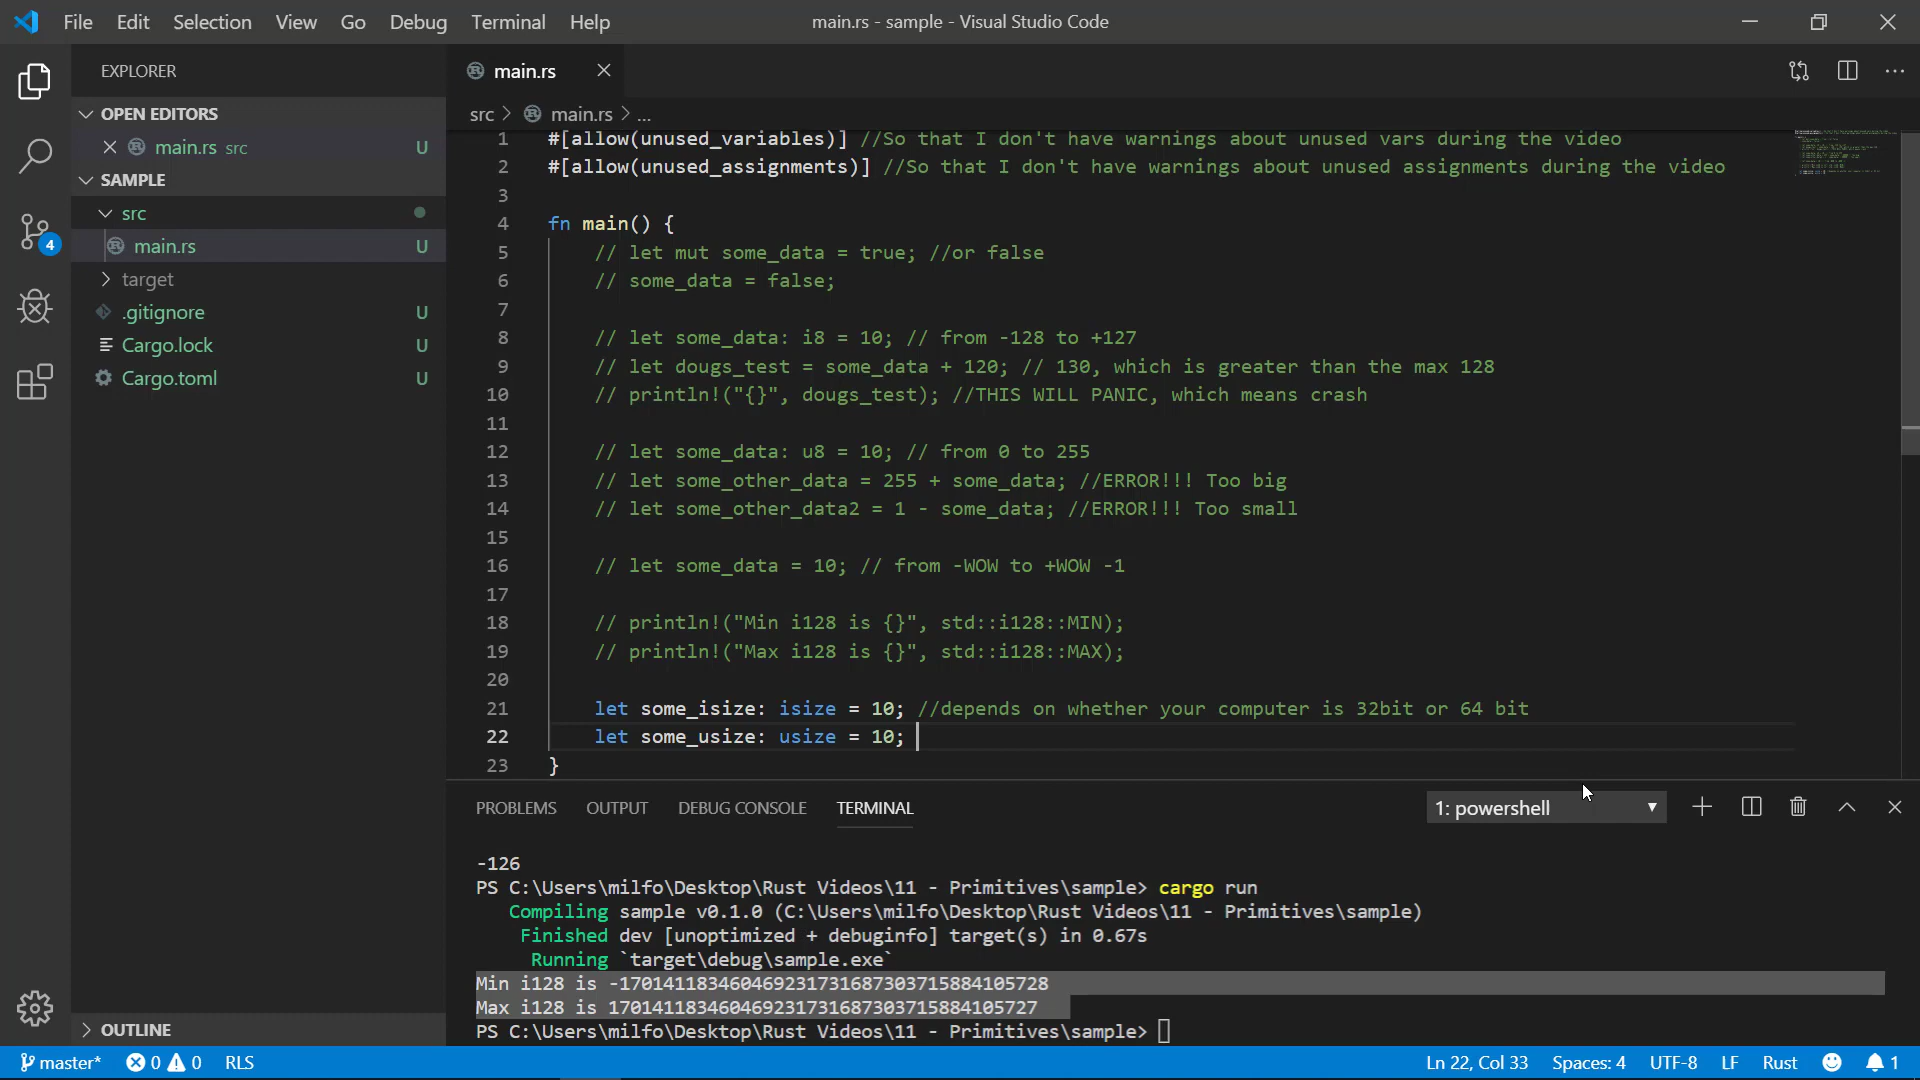 File Edit Selection View Go Debug Terminal Help
main.rs - sample - Visual Studio Code
EXPLORER
OPEN EDITORS
main.rs src U
SAMPLE
src
main.rs U
target
.gitignore U
Cargo.lock U
Cargo.toml U
4
OUTLINE
main.rs
src > main.rs > ...
1 #[allow(unused_variables)] //So that I don't have warnings about unused vars during the video
2 #[allow(unused_assignments)] //So that I don't have warnings about unused assignments during the video
3
4 fn main() {
5 // let mut some_data = true; //or false
6 // some_data = false;
7
8 // let some_data: i8 = 10; // from -128 to +127
9 // let dougs_test = some_data + 120; // 130, which is greater than the max 128
10 // println!("{}", dougs_test); //THIS WILL PANIC, which means crash
11
12 // let some_data: u8 = 10; // from 0 to 255
13 // let some_other_data = 255 + some_data; //ERROR!!! Too big
14 // let some_other_data2 = 1 - some_data; //ERROR!!! Too small
15
16 // let some_data = 10; // from -WOW to +WOW -1
17
18 // println!("Min i128 is {}", std::i128::MIN);
19 // println!("Max i128 is {}", std::i128::MAX);
20
21 let some_isize: isize = 10; //depends on whether your computer is 32bit or 64 bit
22 let some_usize: usize = 10;
23 }
PROBLEMS OUTPUT DEBUG CONSOLE TERMINAL 1: powershell
-126
PS C:\Users\milfo\Desktop\Rust Videos\11 - Primitives\sample> cargo run
Compiling sample v0.1.0 (C:\Users\milfo\Desktop\Rust Videos\11 - Primitives\sample)
Finished dev [unoptimized + debuginfo] target(s) in 0.67s
Running `target\debug\sample.exe`
Min i128 is -170141183460469231731687303715884105728
Max i128 is 170141183460469231731687303715884105727
PS C:\Users\milfo\Desktop\Rust Videos\11 - Primitives\sample>
master* 0 0 RLS Ln 22, Col 33 Spaces: 4 UTF-8 LF Rust 1